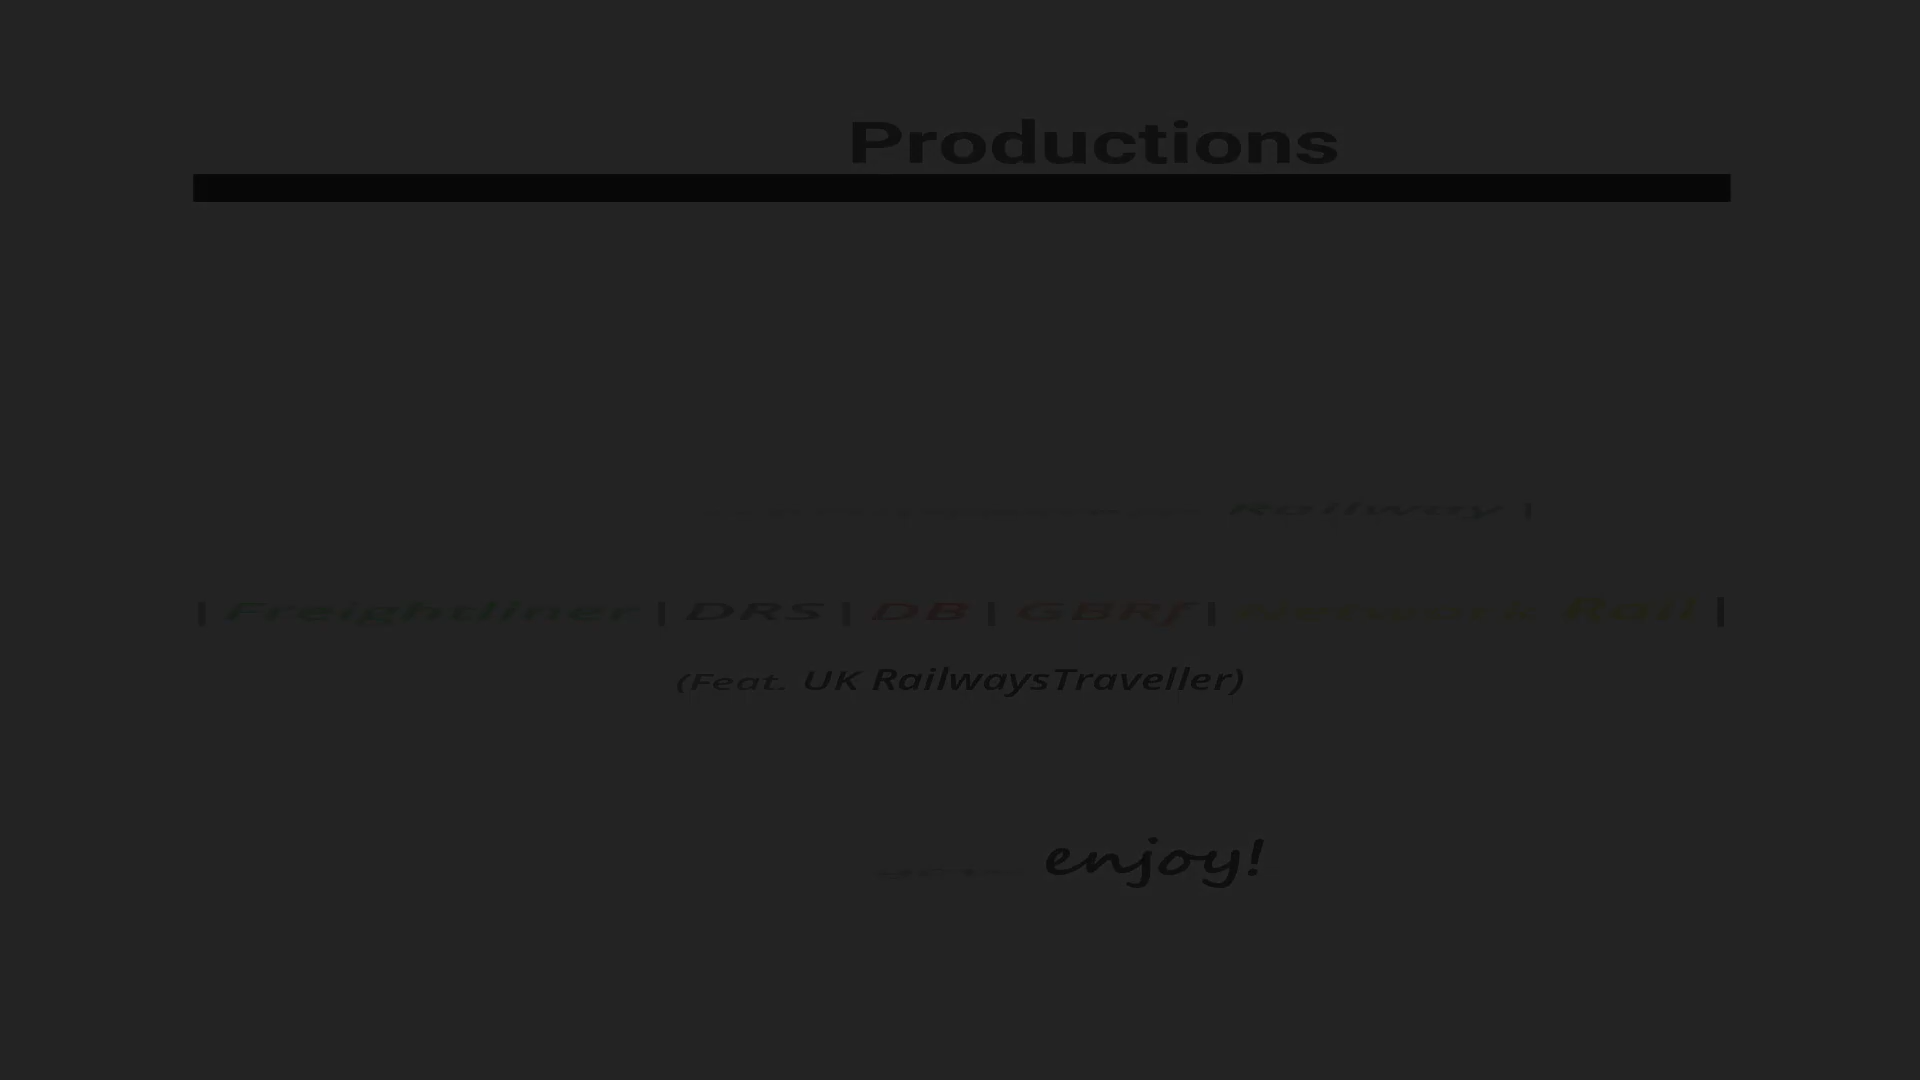 Productions
Railway |
| Freightliner | DRS | DB | GBRf | Network Rail |
(Feat. UK RailwaysTraveller)
enjoy!